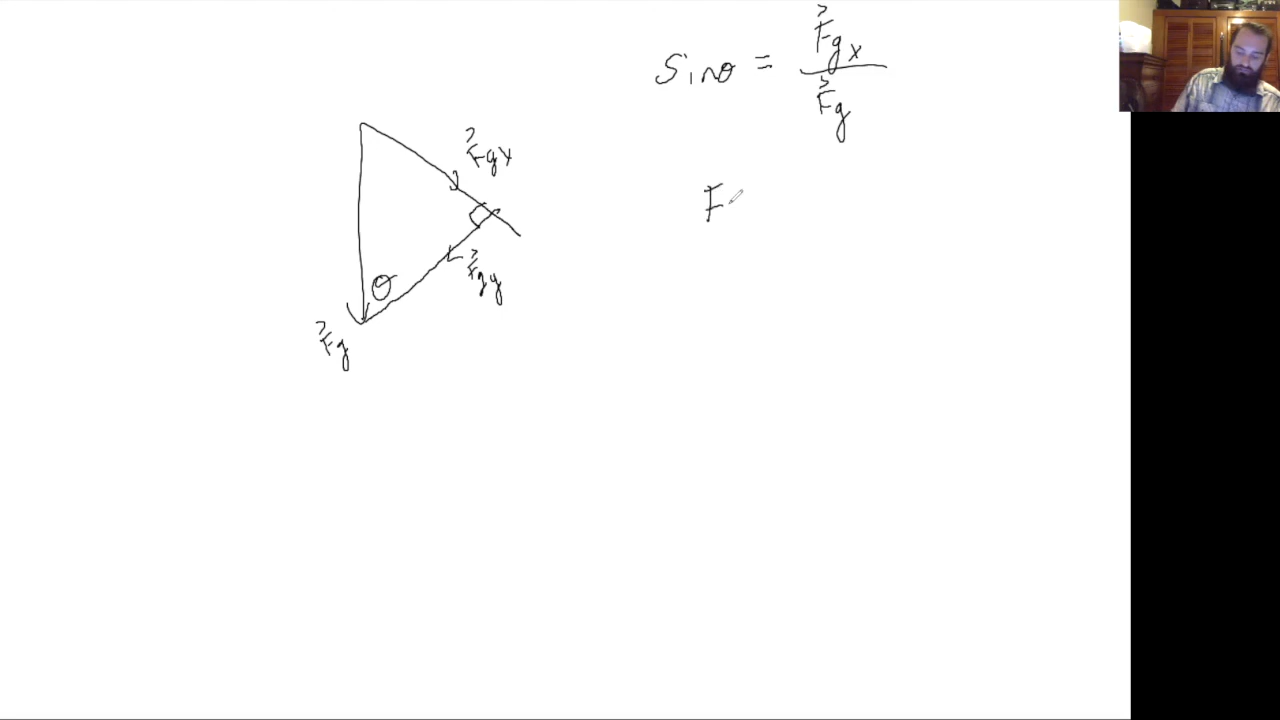 sinθ = F⃗gx / F⃗g
F⃗gx
F
θ
F⃗gy
F⃗g